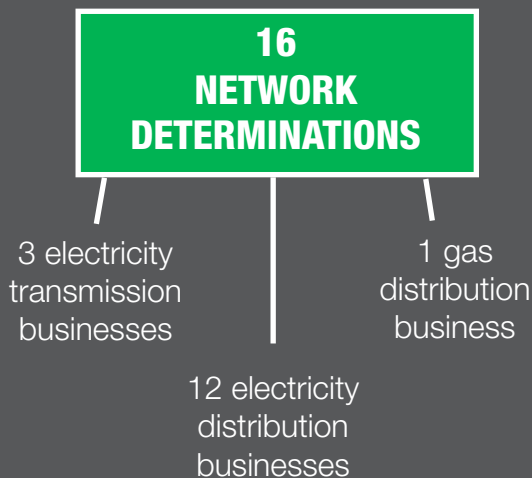 16
NETWORK
DETERMINATIONS
3 electricity
transmission
businesses
1 gas
distribution
business
12 electricity
distribution
businesses